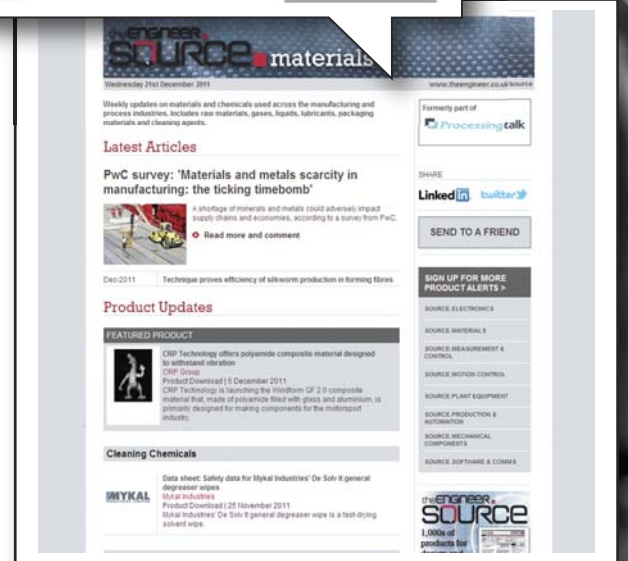 theENGINEER.
SOURCE materials
Wednesday 21st December 2011
www.theengineer.co.uk/source
Weekly updates on materials and chemicals used across the manufacturing and
process industries. Includes raw materials, gases, liquids, lubricants, packaging
materials and cleaning agents.
Latest Articles
PwC survey: 'Materials and metals scarcity in
manufacturing: the ticking timebomb'
A shortage of minerals and metals could adversely impact
supply chains and economies, according to a survey from PwC.
Read more and comment
Dec-2011 Technique proves efficiency of silkworm production in forming fibres
Product Updates
FEATURED PRODUCT
CRP Technology offers polyamide composite material designed
to withstand vibration
CRP Group
Product Download | 5 December 2011
CRP Technology is launching the Windform GF 2.0 composite
material that, made of polyamide filled with glass and aluminium, is
primarily designed for making components for the motorsport
industry.
Cleaning Chemicals
MYKAL
Data sheet: Safety data for Mykal Industries' De Solv It general
degreaser wipes
Mykal Industries
Product Download | 25 November 2011
Mykal Industries' De Solv It general degreaser wipe is a fast-drying
solvent wipe.
Formerly part of
Processingtalk
SHARE
Linked in twitter
SEND TO A FRIEND
SIGN UP FOR MORE
PRODUCT ALERTS >
SOURCE ELECTRONICS
SOURCE MATERIALS
SOURCE MEASUREMENT &
CONTROL
SOURCE MOTION CONTROL
SOURCE PLANT EQUIPMENT
SOURCE PRODUCTION &
AUTOMATION
SOURCE MECHANICAL
COMPONENTS
SOURCE SOFTWARE & COMMS
theENGINEER.
SOURCE
1,000s of
products for